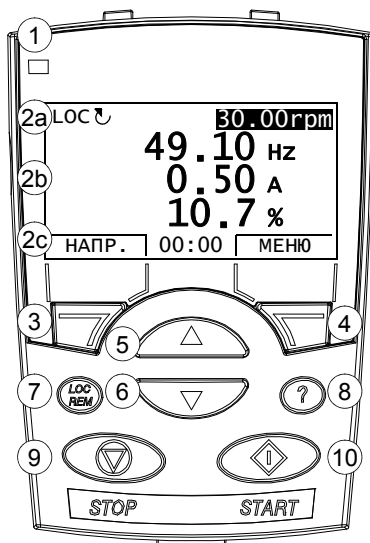 1
2a LOC 30.00rpm
49.10 HZ
2b 0.50 A
10.7 %
2c НАПР. 00:00 МЕНЮ
3 4
5
7 LOC REM 6 ? 8
9 10
STOP START